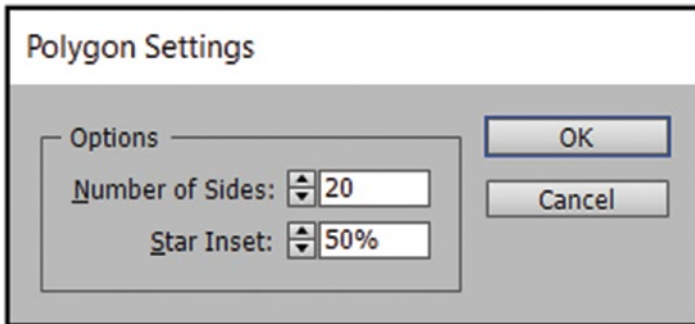 Polygon Settings
Options
OK
Number of Sides: 20
Cancel
Star Inset: 50%